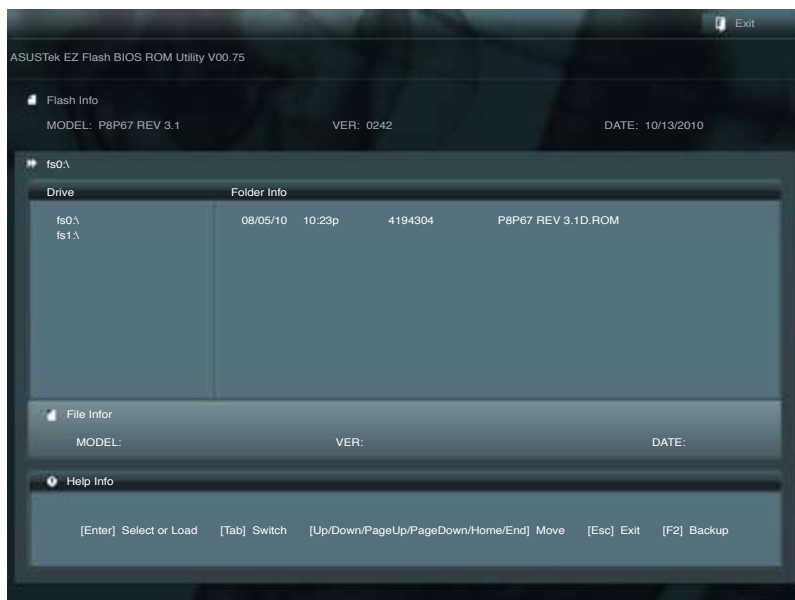 Exit
ASUSTek EZ Flash BIOS ROM Utility V00.75
Flash Info
MODEL: P8P67 REV 3.1 VER: 0242 DATE: 10/13/2010
fs0:\
Drive Folder Info
fs0:\ 08/05/10 10:23p 4194304 P8P67 REV 3.1D.ROM
fs1:\
File Infor
MODEL: VER: DATE:
Help Info
[Enter] Select or Load [Tab] Switch [Up/Down/PageUp/PageDown/Home/End] Move [Esc] Exit [F2] Backup